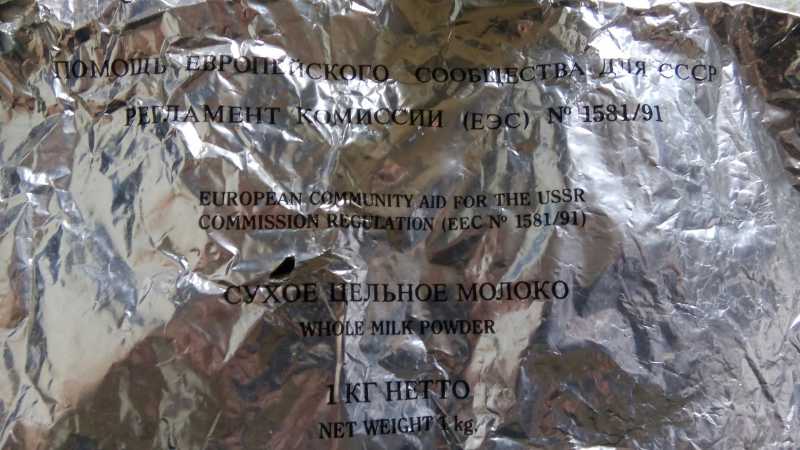 ПОМОЩЬ ЕВРОПЕЙСКОГО СООБЩЕСТВА ДЛЯ СССР
РЕГЛАМЕНТ КОМИССИИ (ЕЭС) № 1581/91
EUROPEAN COMMUNITY AID FOR THE USSR
COMMISSION REGULATION (EEC Nº 1581/91)
СУХОЕ ЦЕЛЬНОЕ МОЛОКО
WHOLE MILK POWDER
1 КГ НЕТТО
NET WEIGHT 1 kg.